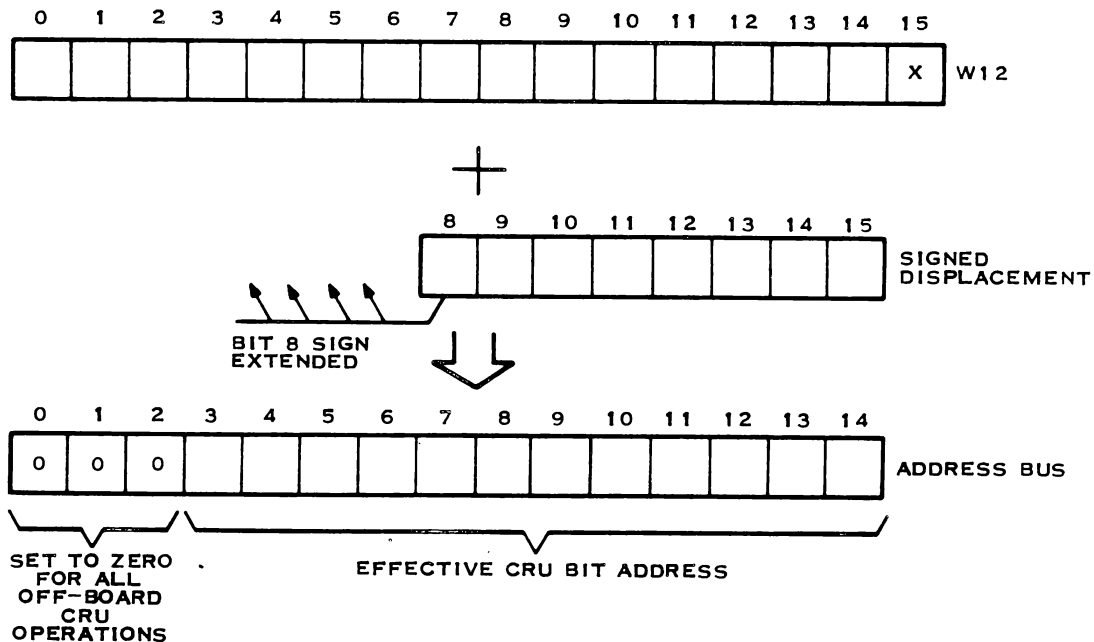 0 1 2 3 4 5 6 7 8 9 10 11 12 13 14 15
X W12
+
8 9 10 11 12 13 14 15
SIGNED
DISPLACEMENT
BIT 8 SIGN
EXTENDED
0 1 2 3 4 5 6 7 8 9 10 11 12 13 14
0 0 0 ADDRESS BUS
SET TO ZERO
FOR ALL
OFF-BOARD
CRU
OPERATIONS
EFFECTIVE CRU BIT ADDRESS